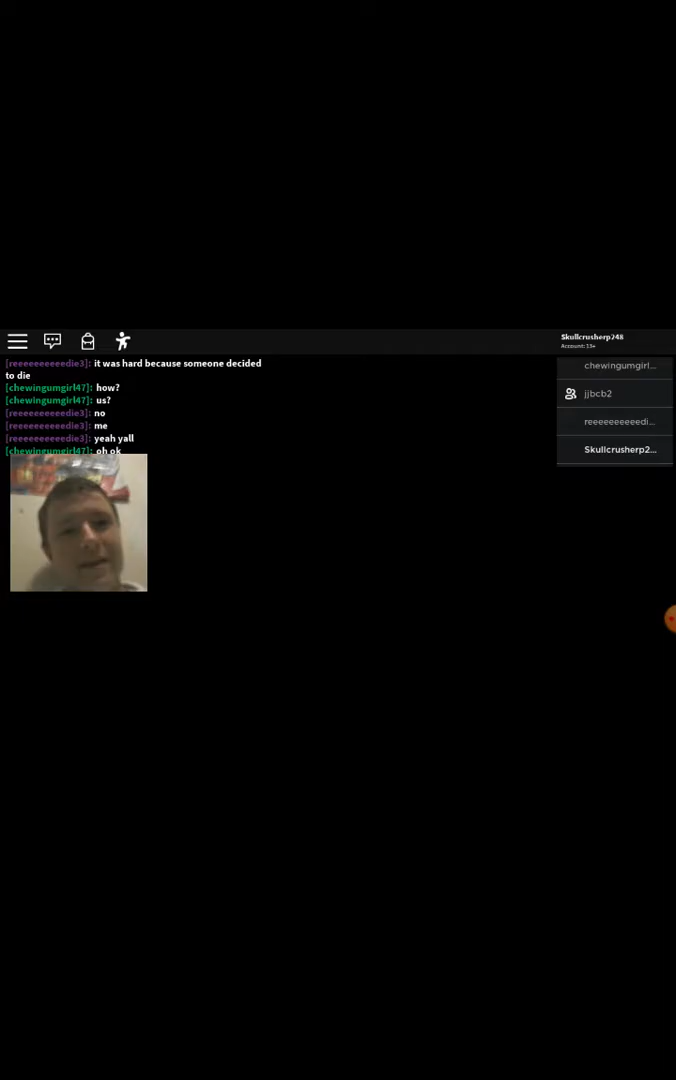 Skullcrusherp248
Account: 13+
[reeeeeeeeeedie3]: it was hard because someone decided
to die
[chewingumgirl47]: how?
[chewingumgirl47]: us?
[reeeeeeeeeedie3]: no
[reeeeeeeeeedie3]: me
[reeeeeeeeeedie3]: yeah yall
[chewingumgirl47]: oh ok
chewingumgirl...
jjbcb2
reeeeeeeeeedi...
Skullcrusherp2...